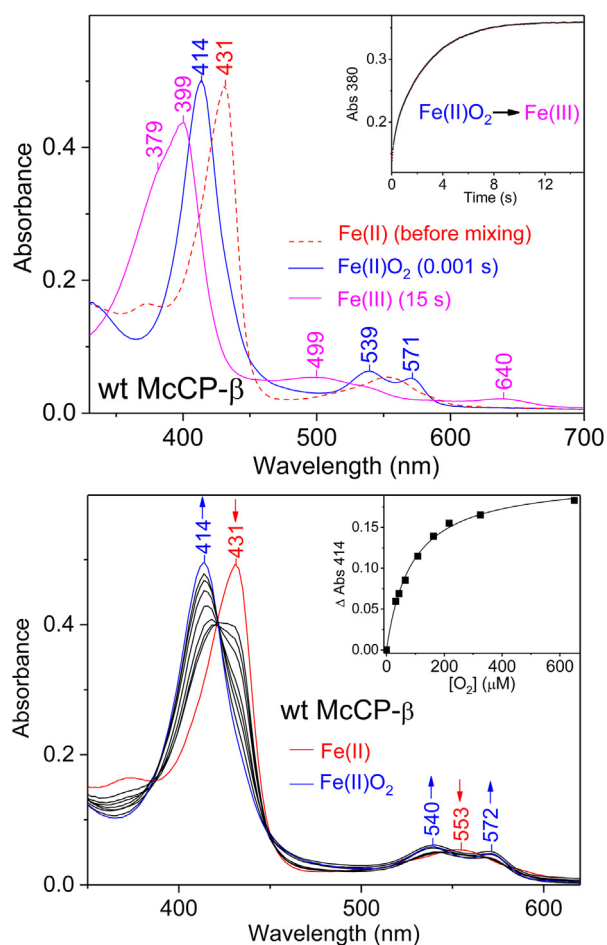 379
399
414
431
Absorbance
0.4
0.2
0.0
Abs 380
0.3
0.2
Fe(II)O₂ → Fe(III)
0 6 12
Time (s)
Fe(II) (before mixing)
Fe(II)O₂ (0.001 s)
Fe(III) (15 s)
499
539
571
640
wt McCP-β
400 500 600 700
Wavelength (nm)
414
431
Absorbance
0.6
0.4
0.2
0.0
Δ Abs 414
0.15
0.10
0.05
0.00
0 200 400 600
[O₂] (μM)
wt McCP-β
Fe(II)
Fe(II)O₂
540
553
572
400 500 600
Wavelength (nm)